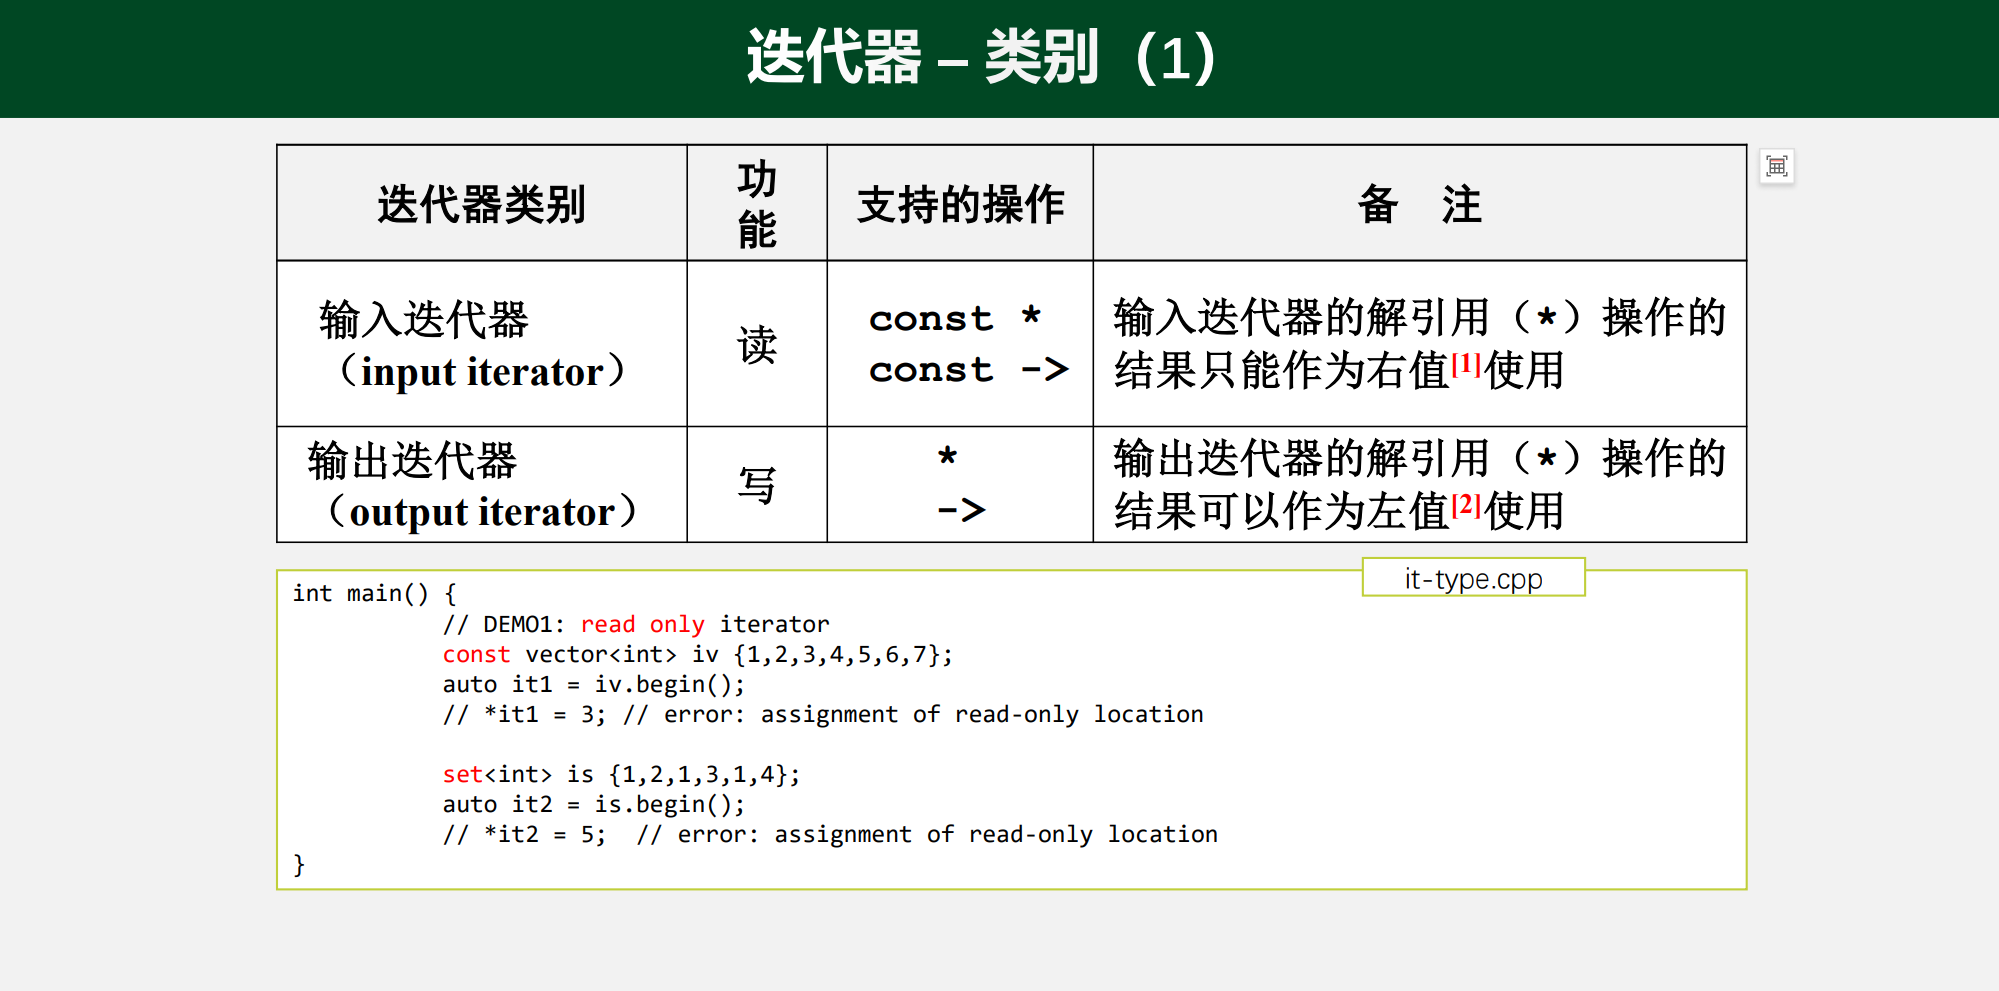 迭代器 – 类别（1）
迭代器类别
功
能
支持的操作
备 注
输入迭代器
（input iterator）
读
const *
const ->
输入迭代器的解引用（*）操作的
结果只能作为右值[1]使用
输出迭代器
（output iterator）
写
*
->
输出迭代器的解引用（*）操作的
结果可以作为左值[2]使用
it-type.cpp
int main() {
// DEMO1: read only iterator
const vector<int> iv {1,2,3,4,5,6,7};
auto it1 = iv.begin();
// *it1 = 3; // error: assignment of read-only location
set<int> is {1,2,1,3,1,4};
auto it2 = is.begin();
// *it2 = 5;  // error: assignment of read-only location
}